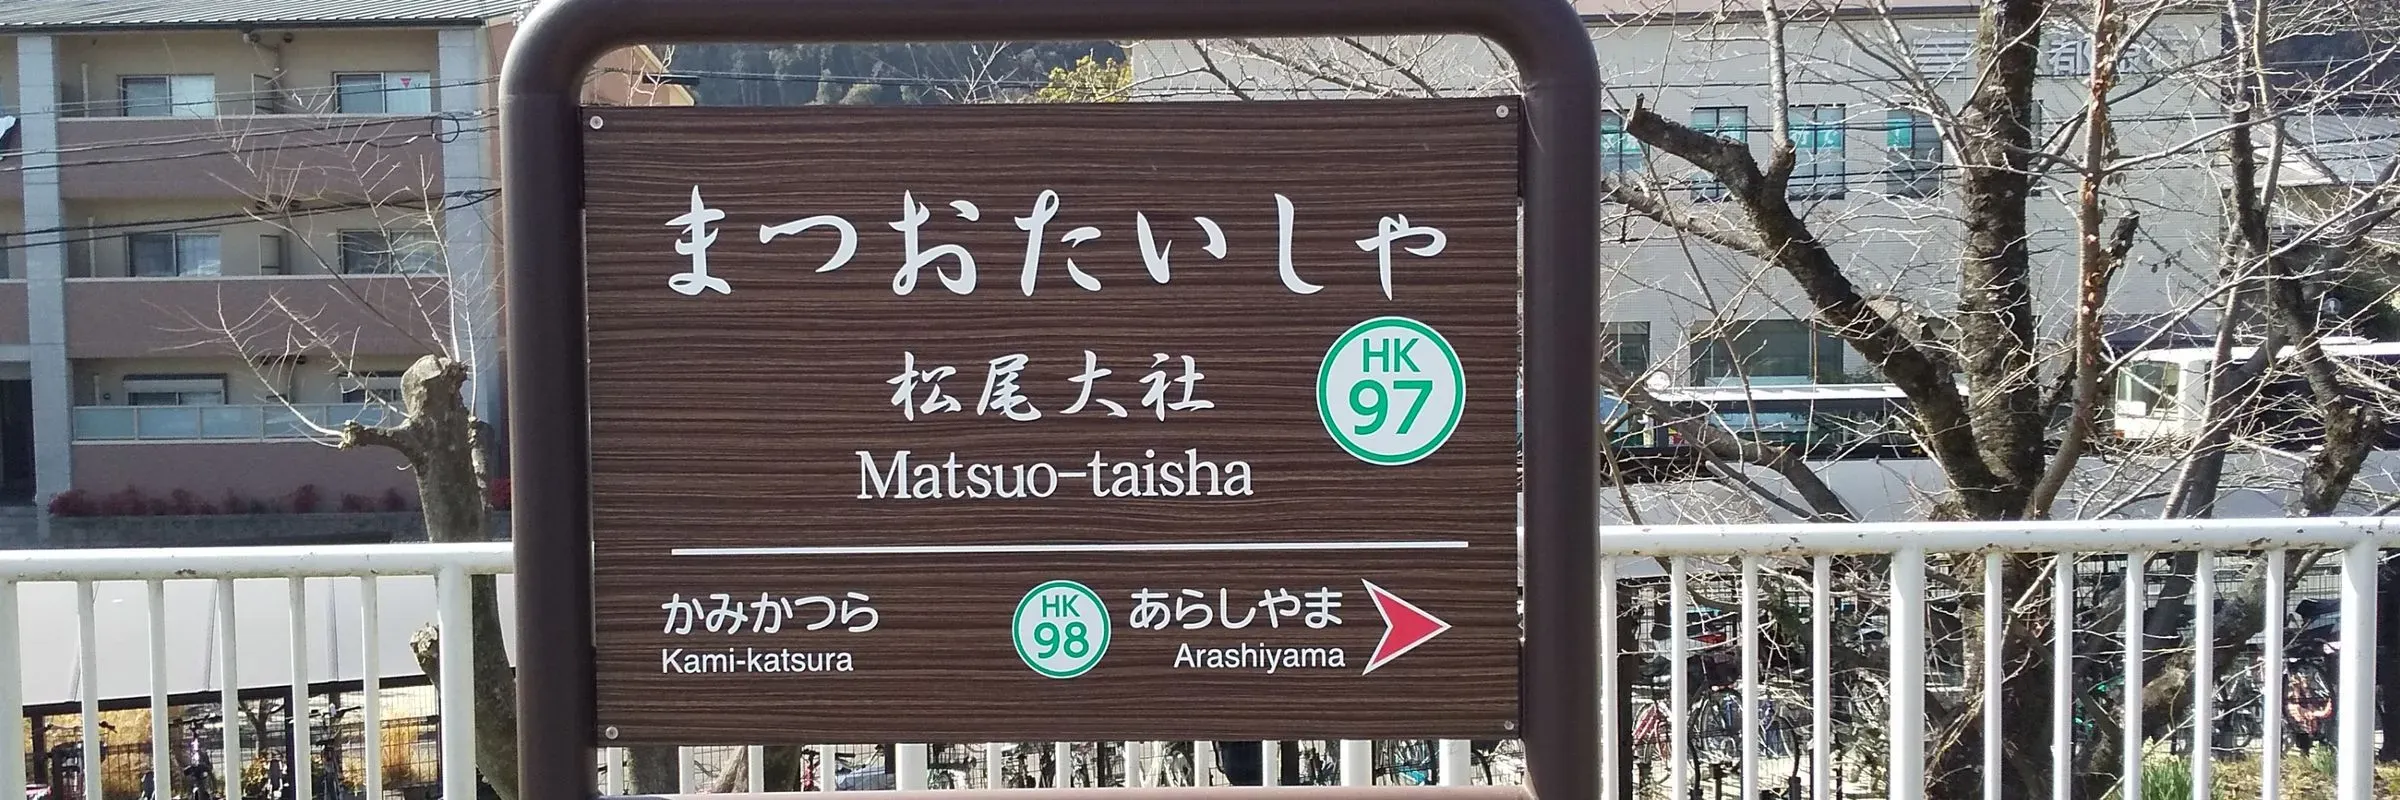 まつおたいしゃ
松尾大社
HK
97
Matsuo-taisha
かみかつら
Kami-katsura
HK
98
あらしやま
Arashiyama